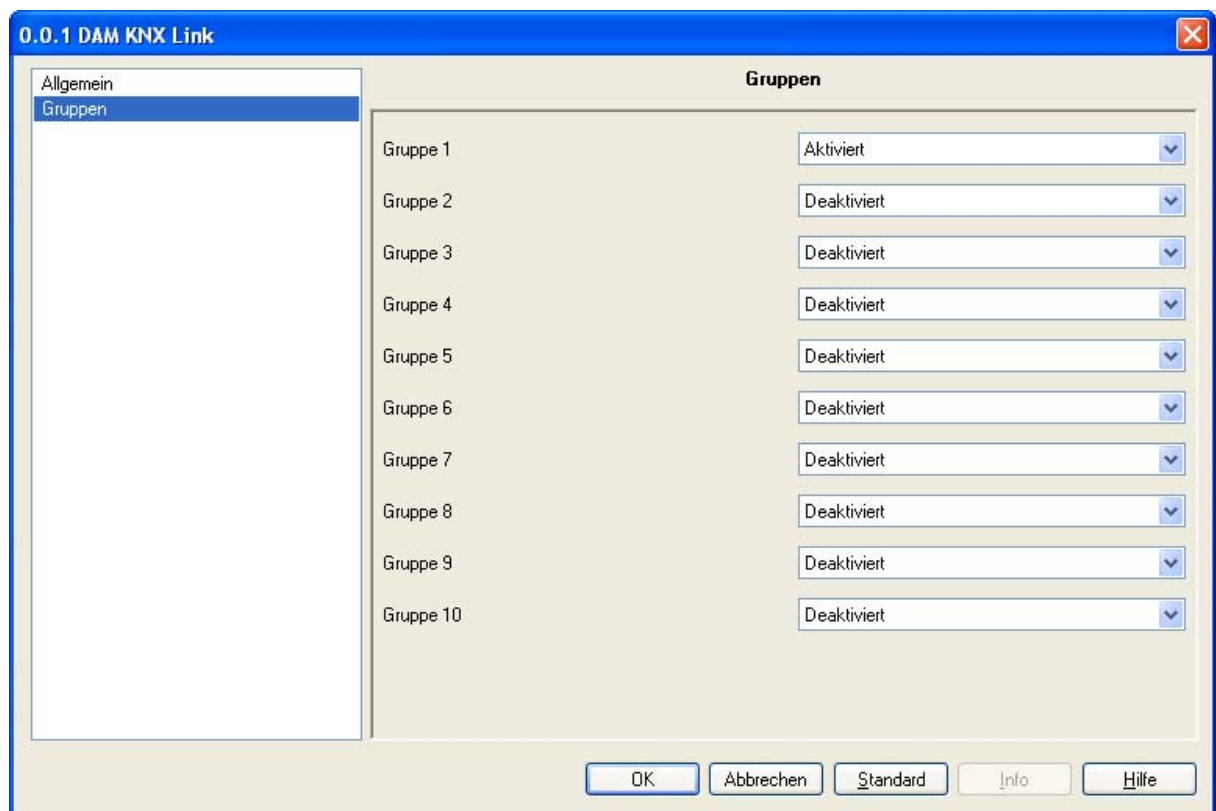 0.0.1 DAM KNX Link
Allgemein
Gruppen
Gruppen
Gruppe 1 Aktiviert
Gruppe 2 Deaktiviert
Gruppe 3 Deaktiviert
Gruppe 4 Deaktiviert
Gruppe 5 Deaktiviert
Gruppe 6 Deaktiviert
Gruppe 7 Deaktiviert
Gruppe 8 Deaktiviert
Gruppe 9 Deaktiviert
Gruppe 10 Deaktiviert
OK Abbrechen Standard Info Hilfe